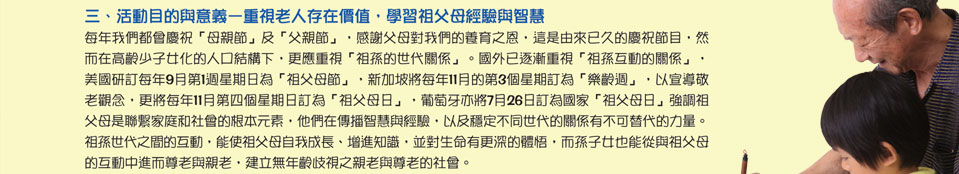 三、活動目的與意義—重視老人存在價值，學習祖父母經驗與智慧
每年我們都會慶祝「母親節」及「父親節」，感謝父母對我們的養育之恩，這是由來已久的慶祝節目，然
而在高齡少子女化的人口結構下，更應重視「祖孫的世代關係」。國外已逐漸重視「祖孫互動的關係」，
美國研訂每年9月第1週星期日為「祖父母節」，新加坡將每年11月的第3個星期訂為「樂齡週」，以宣導敬
老觀念，更將每年11月第四個星期日訂為「祖父母日」，葡萄牙亦將7月26日訂為國家「祖父母日」強調祖
父母是聯繫家庭和社會的根本元素，他們在傳播智慧與經驗，以及穩定不同世代的關係有不可替代的力量。
祖孫世代之間的互動，能使祖父母自我成長、增進知識，並對生命有更深的體悟，而孫子女也能從與祖父母
的互動中進而尊老與親老，建立無年齡歧視之親老與尊老的社會。